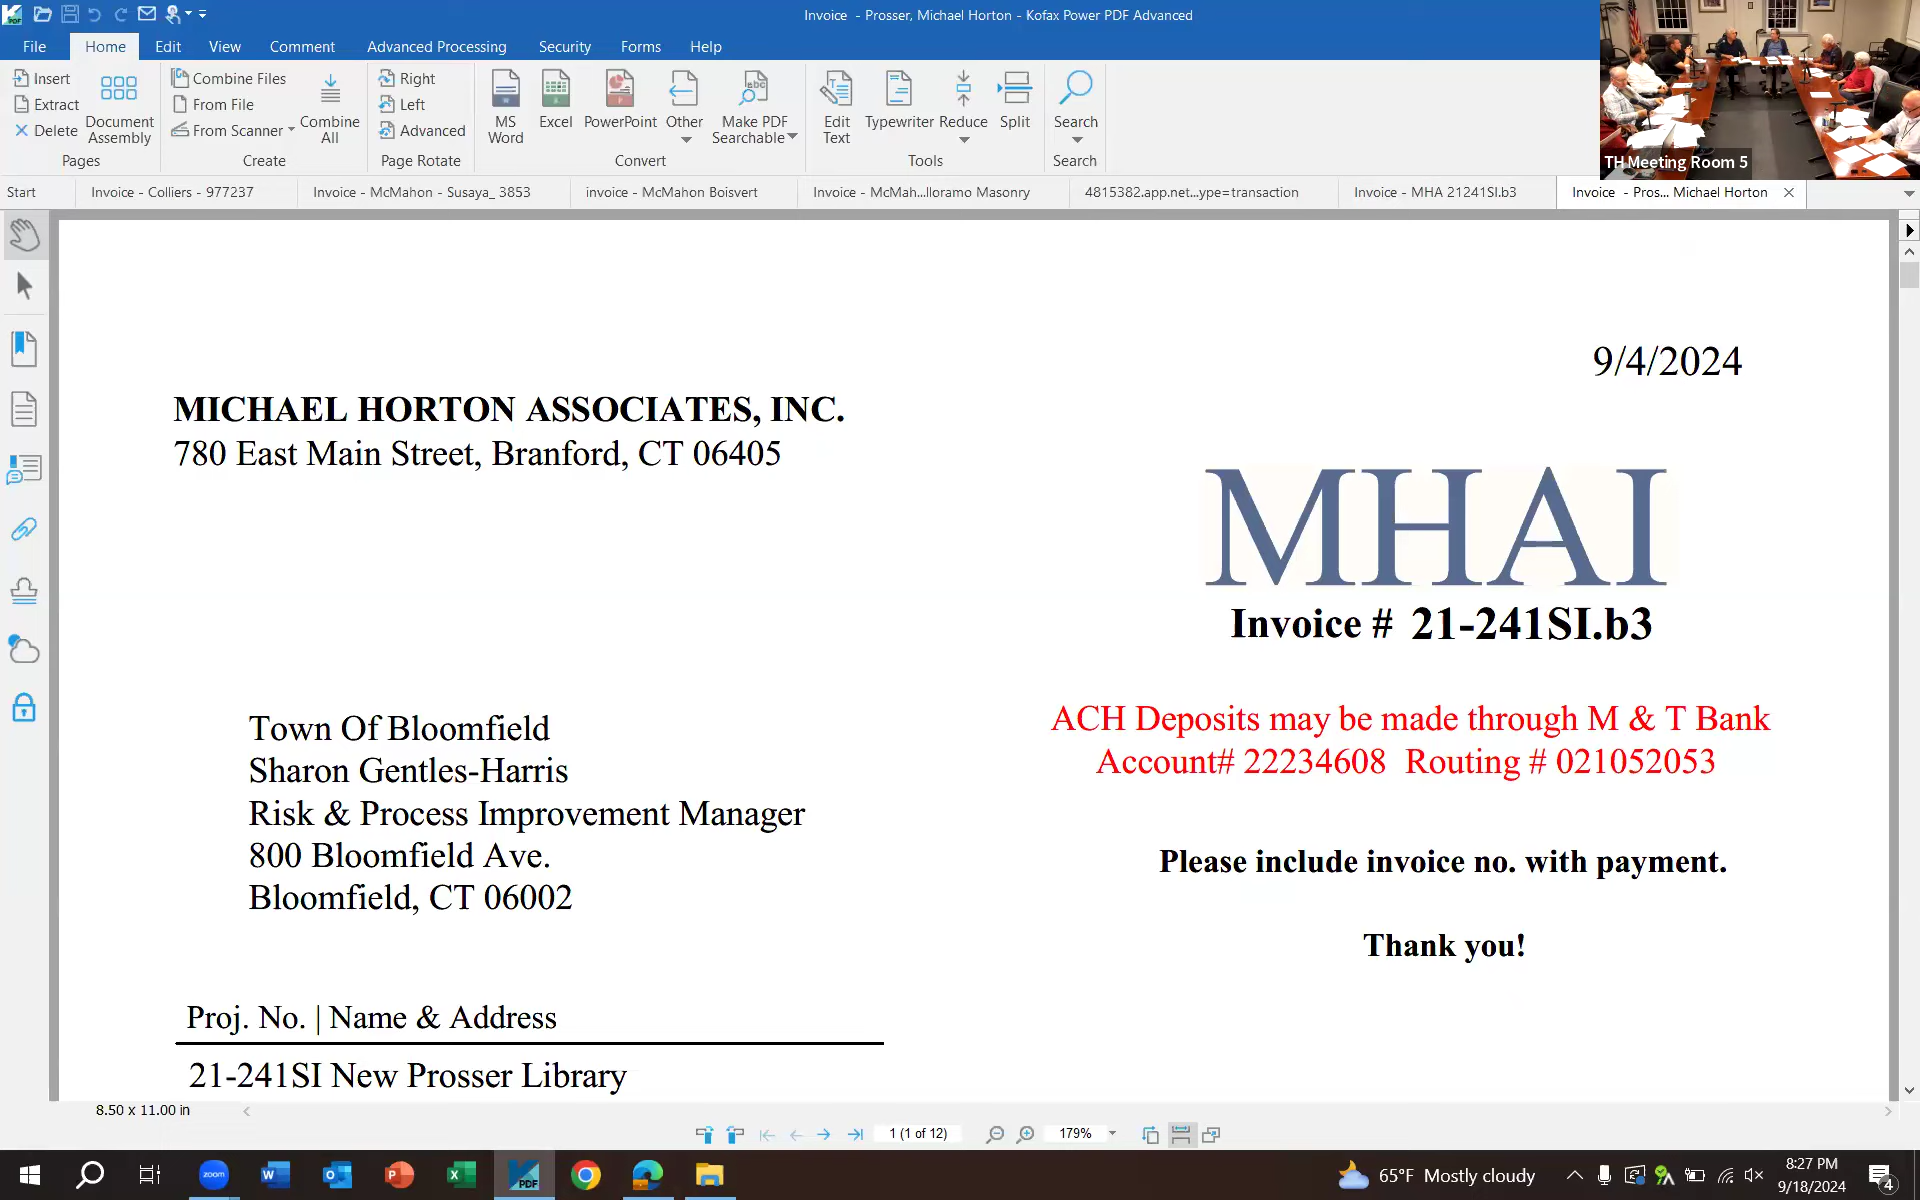 Invoice  - Prosser, Michael Horton - Kofax Power PDF Advanced
File Home Edit View Comment Advanced Processing Security Forms Help
Insert
Extract
Delete
Document
Assembly
Pages
Combine Files
From File
From Scanner
Combine
All
Create
Right
Left
Advanced
Page Rotate
MS
Word
Excel
PowerPoint
Other
Make PDF
Searchable
Convert
Edit
Text
Typewriter
Reduce
Split
Tools
Search
Search
TH Meeting Room 5
Start
Invoice - Colliers - 977237
Invoice - McMahon - Susaya_ 3853
invoice - McMahon Boisvert
Invoice - McMah...lloramo Masonry
4815382.app.net...ype=transaction
Invoice - MHA 21241SI.b3
Invoice  - Pros... Michael Horton
9/4/2024
MICHAEL HORTON ASSOCIATES, INC.
780 East Main Street, Branford, CT 06405
MHAI
Invoice # 21-241SI.b3
ACH Deposits may be made through M & T Bank
Account# 22234608  Routing # 021052053
Town Of Bloomfield
Sharon Gentles-Harris
Risk & Process Improvement Manager
800 Bloomfield Ave.
Bloomfield, CT 06002
Please include invoice no. with payment.
Thank you!
Proj. No. | Name & Address
21-241SI New Prosser Library
8.50 x 11.00 in
1 (1 of 12)
179%
zoom
PDF
65°F Mostly cloudy
8:27 PM
9/18/2024
4